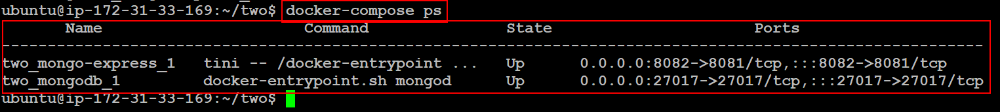 ubuntu@ip-172-31-33-169:~/two$ docker-compose ps
Name Command State Ports
--------------------------------------------------------------------------------------------------------------
two_mongo-express_1 tini -- /docker-entrypoint ... Up 0.0.0.0:8082->8081/tcp,:::8082->8081/tcp
two_mongodb_1 docker-entrypoint.sh mongod Up 0.0.0.0:27017->27017/tcp,:::27017->27017/tcp
ubuntu@ip-172-31-33-169:~/two$